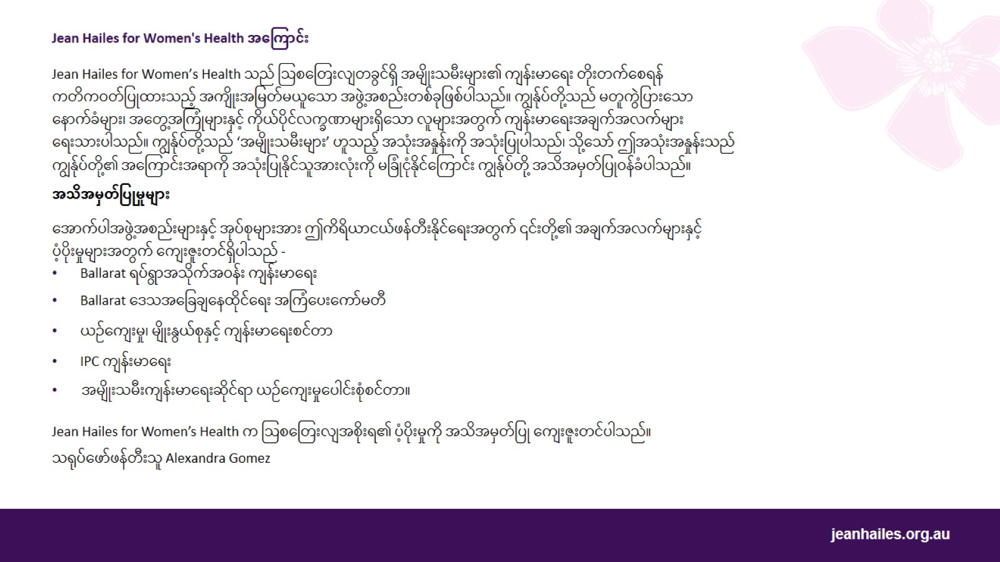 Jean Hailes for Women's Health အကြောင်း
Jean Hailes for Women’s Health သည် ဩစတြေးလျတခွင်ရှိ အမျိုးသမီးများ၏ ကျန်းမာရေး တိုးတက်စေရန်
ကတိကဝတ်ပြုထားသည့် အကျိုးအမြတ်မယူသော အဖွဲ့အစည်းတစ်ခုဖြစ်ပါသည်။ ကျွန်ုပ်တို့သည် မတူကွဲပြားသော
နောက်ခံများ၊ အတွေ့အကြုံများနှင့် ကိုယ်ပိုင်လက္ခဏာများရှိသော လူများအတွက် ကျန်းမာရေးအချက်အလက်များ
ရေးသားပါသည်။ ကျွန်ုပ်တို့သည် ‘အမျိုးသမီးများ’ ဟူသည့် အသုံးအနှုန်းကို အသုံးပြုပါသည်၊ သို့သော် ဤအသုံးအနှုန်းသည်
ကျွန်ုပ်တို့၏ အကြောင်းအရာကို အသုံးပြုနိုင်သူအားလုံးကို မခြုံငုံနိုင်ကြောင်း ကျွန်ုပ်တို့ အသိအမှတ်ပြုဝန်ခံပါသည်။
အသိအမှတ်ပြုမှုများ
အောက်ပါအဖွဲ့အစည်းများနှင့် အုပ်စုများအား ဤကိရိယာငယ်ဖန်တီးနိုင်ရေးအတွက် ၎င်းတို့၏ အချက်အလက်များနှင့်
ပံ့ပိုးမှုများအတွက် ကျေးဇူးတင်ရှိပါသည် -
• Ballarat ရပ်ရွာအသိုက်အဝန်း ကျန်းမာရေး
• Ballarat ဒေသအခြေချနေထိုင်ရေး အကြံပေးကော်မတီ
• ယဉ်ကျေးမှု၊ မျိုးနွယ်စုနှင့် ကျန်းမာရေးစင်တာ
• IPC ကျန်းမာရေး
• အမျိုးသမီးကျန်းမာရေးဆိုင်ရာ ယဉ်ကျေးမှုပေါင်းစုံစင်တာ။
Jean Hailes for Women’s Health က ဩစတြေးလျအစိုးရ၏ ပံ့ပိုးမှုကို အသိအမှတ်ပြု ကျေးဇူးတင်ပါသည်။
သရုပ်ဖော်ဖန်တီးသူ Alexandra Gomez
jeanhailes.org.au